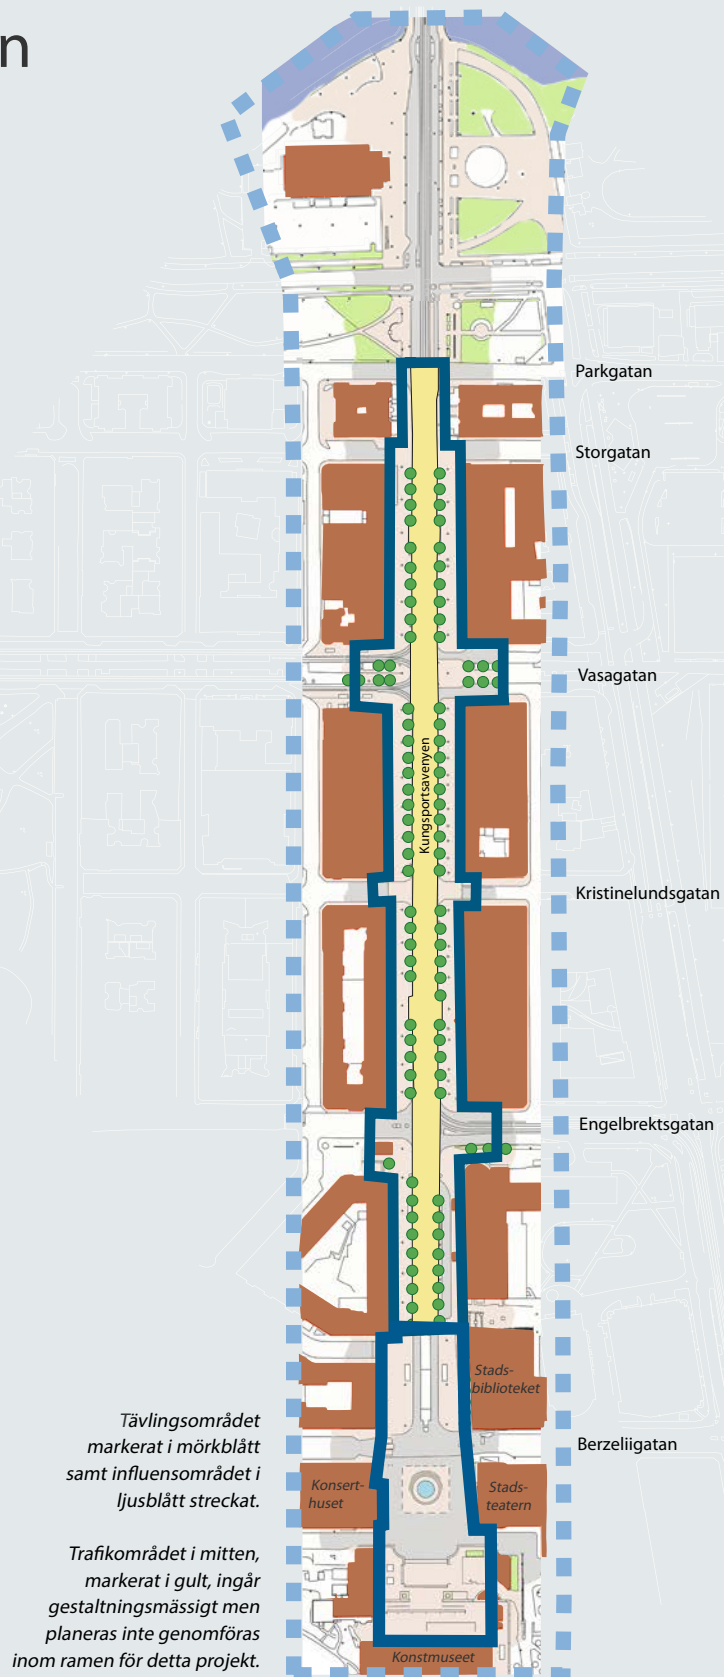 n
Parkgatan
Storgatan
Vasagatan
Kungsportsavenyen
Kristinelundsgatan
Engelbrektsgatan
Stads-
biblioteket
Berzeliigatan
Konsert-
huset
Stads-
teatern
Konstmuseet
Tävlingsområdet
markerat i mörkblått
samt influensområdet i
ljusblått streckat.
Trafikområdet i mitten,
markerat i gult, ingår
gestaltningsmässigt men
planeras inte genomföras
inom ramen för detta projekt.